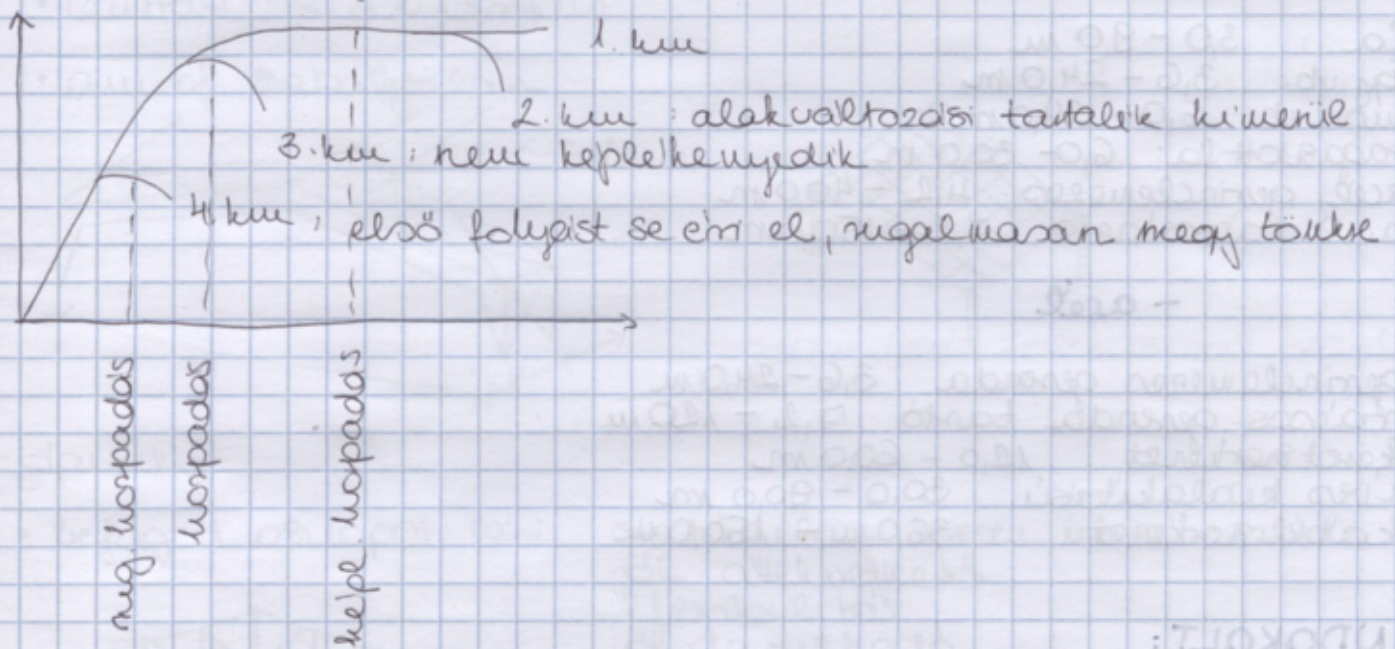 1. km
2. km : alakváltozási tartalék kimerül
3. km : nem képlékenyedik
4. km : első folyást se éri el, rugalmasan megy tönkre
rug. horpadás
horpadás
képl. horpadás